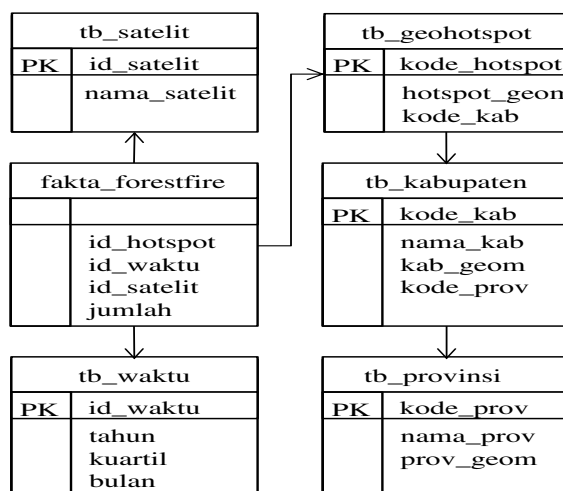 tb_satelit
PK id_satelit
nama_satelit
fakta_forestfire
id_hotspot
id_waktu
id_satelit
jumlah
tb_waktu
PK id_waktu
tahun
kuartil
bulan
tb_geohotspot
PK kode_hotspot
hotspot_geom
kode_kab
tb_kabupaten
PK kode_kab
nama_kab
kab_geom
kode_prov
tb_provinsi
PK kode_prov
nama_prov
prov_geom